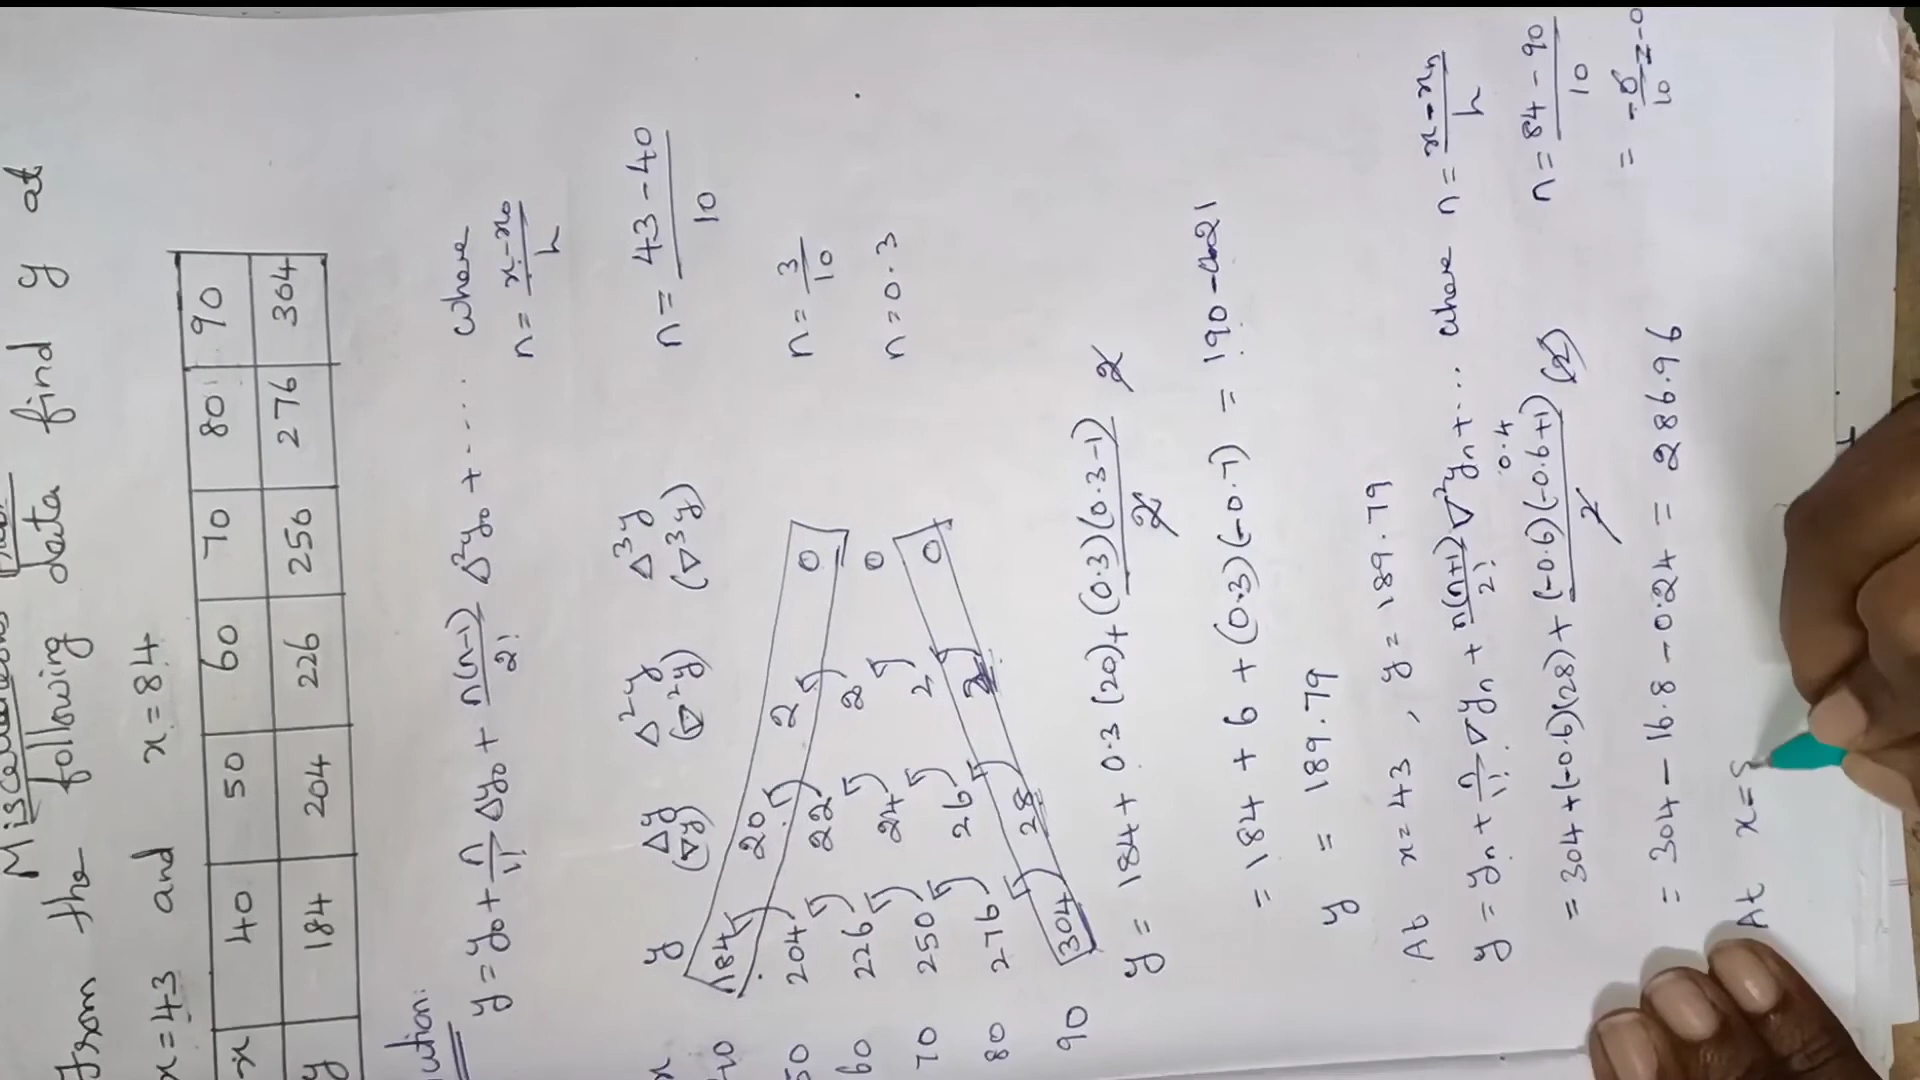 Miscellaneous
From the following data find y at
x=43 and x=84
x 40 50 60 70 80 90
y 184 204 226 250 276 304
ution:
y = y₀ + n/1! Δy₀ + n(n-1)/2! Δ²y₀ + ..... where
n = x-x₀/h
x y Δy Δ²y Δ³y
(∇y) (∇²y) (∇³y)
n = 43-40/10
40 184
20
50 204 2
22 0
n = 3/10
60 226 2
24 0
n = 0.3
70 250 2
26 0
80 276 2
28
90 304
y = 184 + 0.3 (20) + (0.3)(0.3-1)/2 2
= 184 + 6 + (0.3)(-0.7) = 190 - 0.21
y = 189.79
At x=43, y = 189.79
y = yₙ + n/1! ∇yₙ + n(n+1)/2! ∇²yₙ + ... where n = x-xₙ/h
0.4
= 304 + (-0.6)(28) + (-0.6)(-0.6+1)/2 (2)
n = 84-90/10
= 304 - 16.8 - 0.24 = 286.96
= -6/10 = -0
At x=